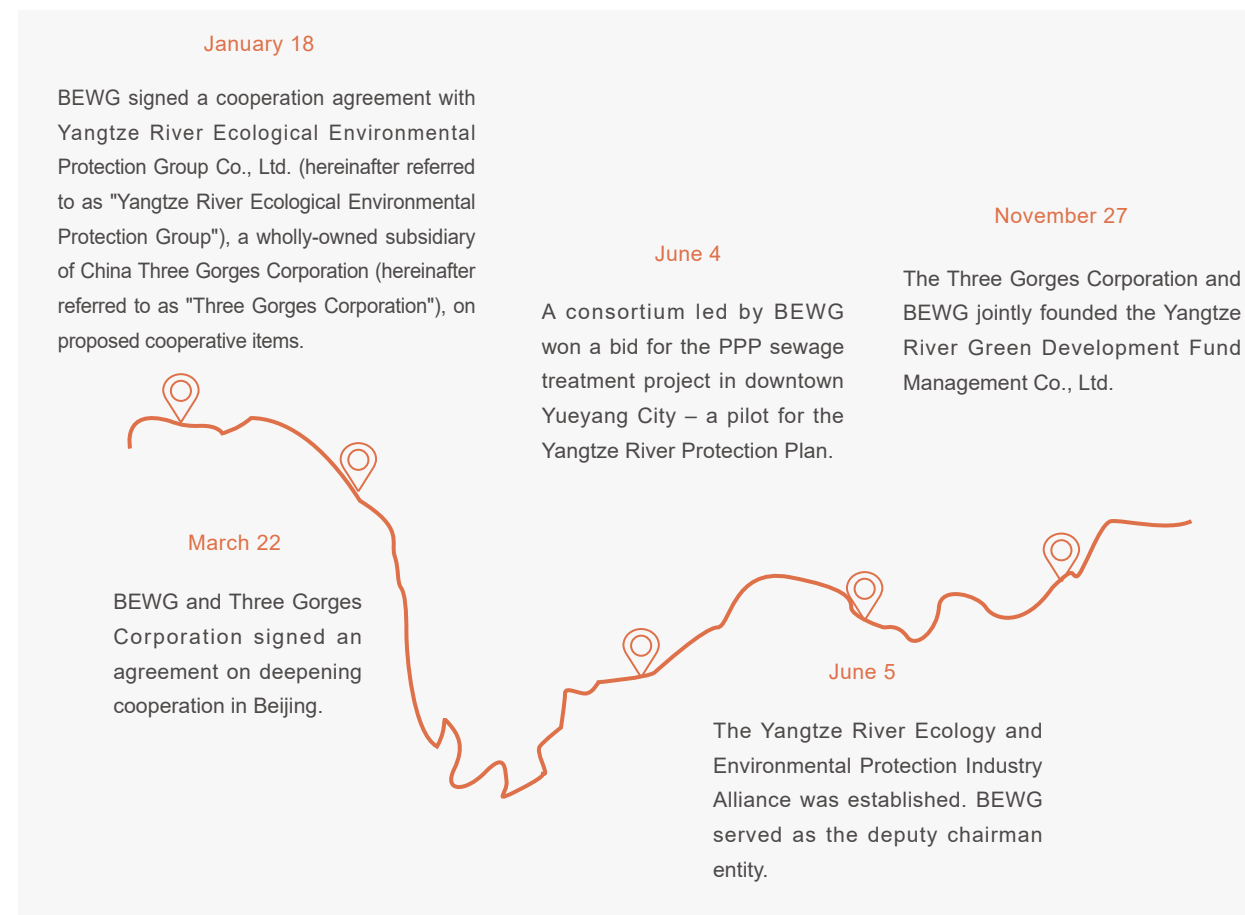 January 18
BEWG signed a cooperation agreement with
Yangtze River Ecological Environmental
Protection Group Co., Ltd. (hereinafter referred
to as "Yangtze River Ecological Environmental
Protection Group"), a wholly-owned subsidiary
of China Three Gorges Corporation (hereinafter
referred to as "Three Gorges Corporation"), on
proposed cooperative items.
March 22
BEWG and Three Gorges
Corporation signed an
agreement on deepening
cooperation in Beijing.
June 4
A consortium led by BEWG
won a bid for the PPP sewage
treatment project in downtown
Yueyang City – a pilot for the
Yangtze River Protection Plan.
June 5
The Yangtze River Ecology and
Environmental Protection Industry
Alliance was established. BEWG
served as the deputy chairman
entity.
November 27
The Three Gorges Corporation and
BEWG jointly founded the Yangtze
River Green Development Fund
Management Co., Ltd.